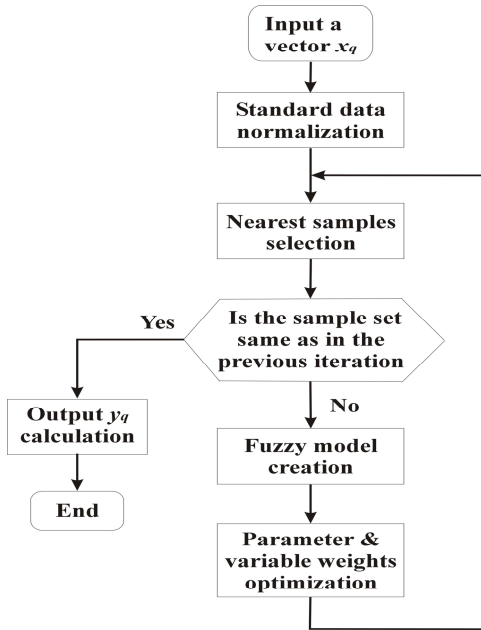 Input a
vector xq
Standard data
normalization
Nearest samples
selection
Yes
Is the sample set
same as in the
previous iteration
No
Output yq
calculation
Fuzzy model
creation
End
Parameter &
variable weights
optimization